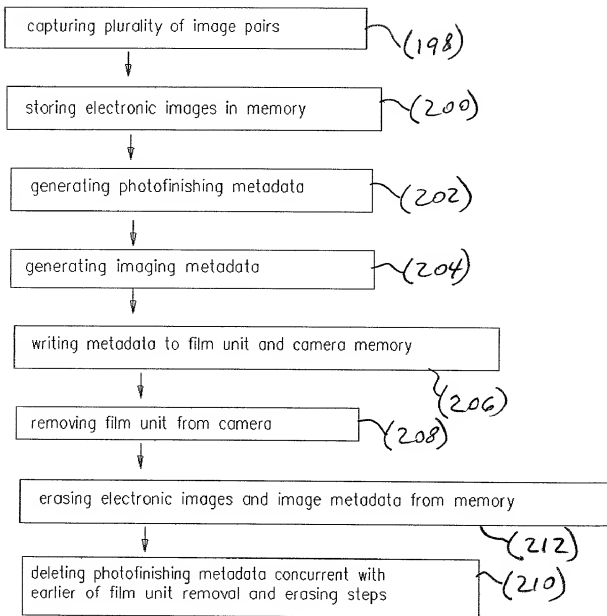 capturing plurality of image pairs
(198)
storing electronic images in memory
(200)
generating photofinishing metadata
(202)
generating imaging metadata
(204)
writing metadata to film unit and camera memory
(206)
removing film unit from camera
(208)
erasing electronic images and image metadata from memory
(212)
deleting photofinishing metadata concurrent with
earlier of film unit removal and erasing steps
(210)